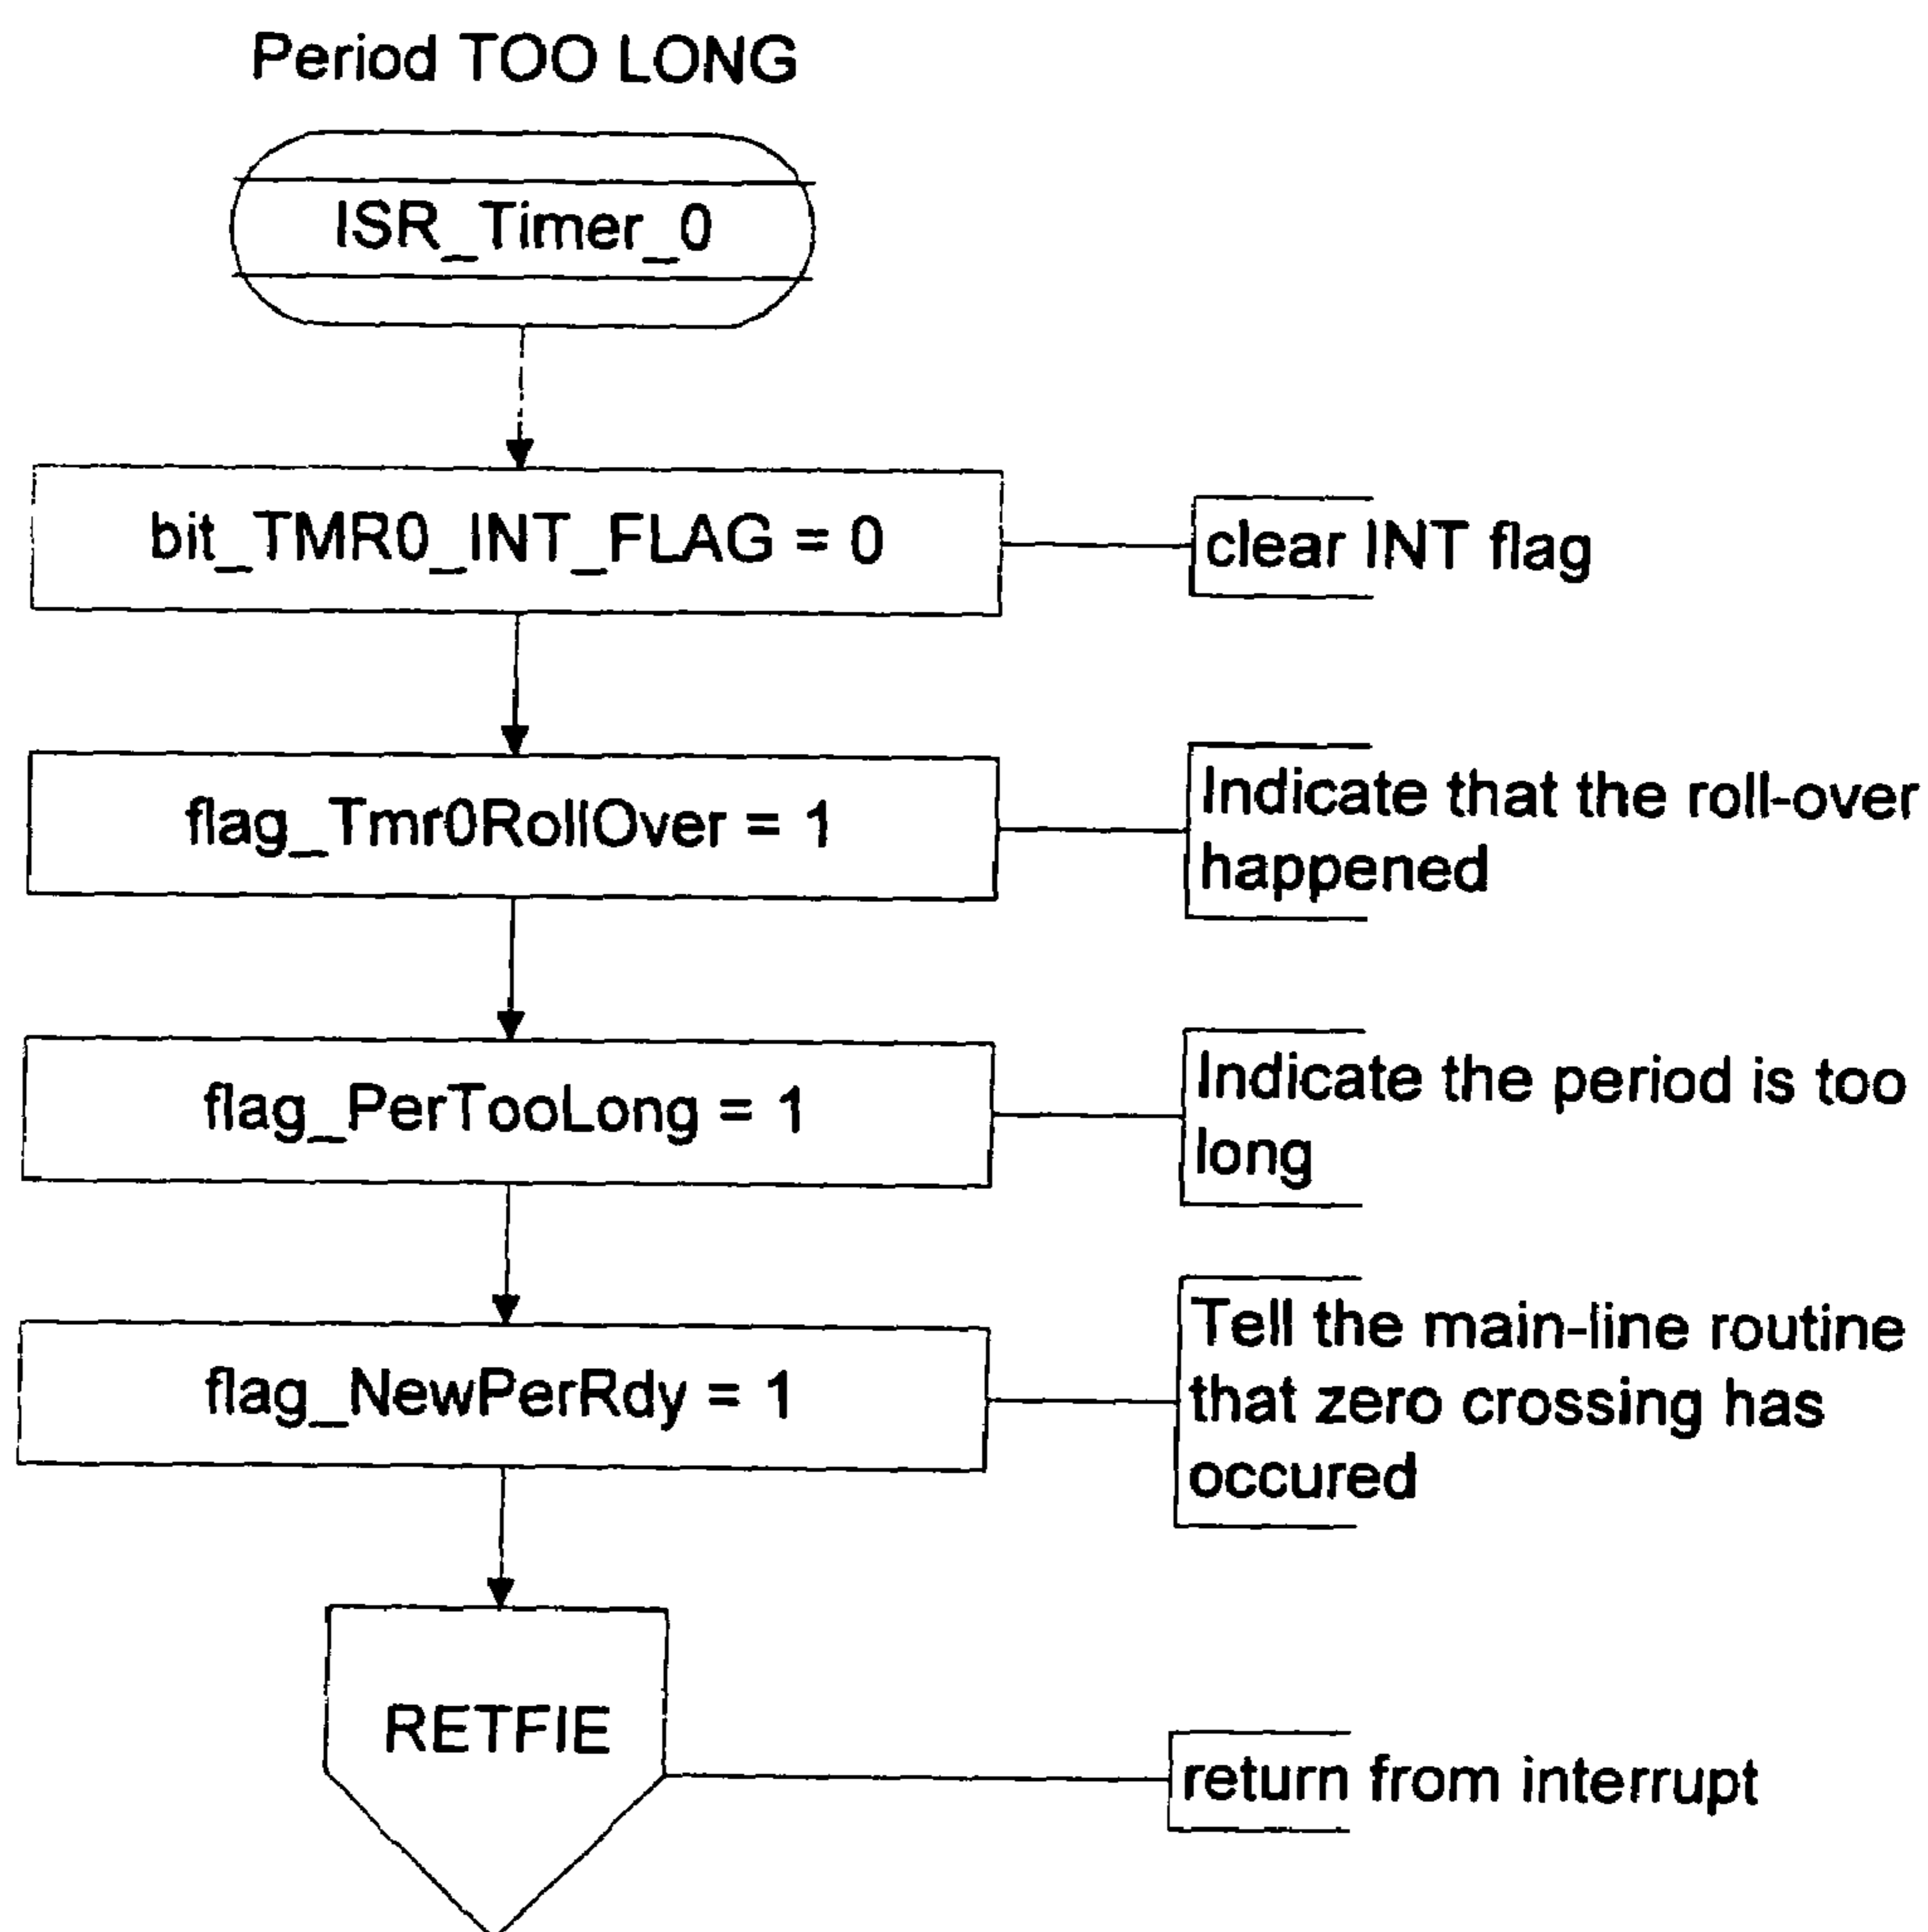 Period TOO LONG
ISR_Timer_0
bit_TMR0_INT_FLAG = 0
clear INT flag
flag_Tmr0RollOver = 1
Indicate that the roll-over
happened
flag_PerTooLong = 1
Indicate the period is too
long
flag_NewPerRdy = 1
Tell the main-line routine
that zero crossing has
occured
RETFIE
return from interrupt